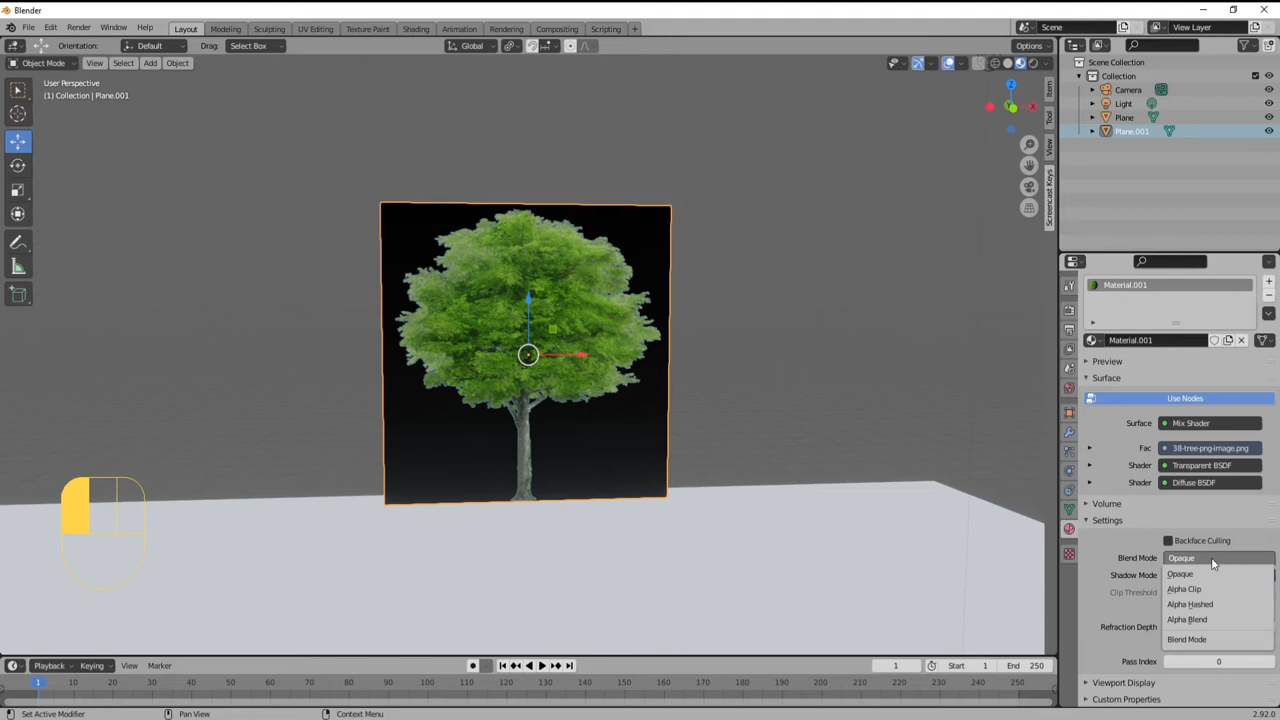 Blender
File Edit Render Window Help
Layout Modeling Sculpting UV Editing Texture Paint Shading Animation Rendering Compositing Scripting +
Scene
View Layer
Orientation: Default Drag: Select Box
Global
Options
Object Mode View Select Add Object
User Perspective
(1) Collection | Plane.001
Z
X
Y
Item
Tool
View
Screencast Keys
Scene Collection
Collection
Camera
Light
Plane
Plane.001
Material.001
Material.001
Preview
Surface
Use Nodes
Surface Mix Shader
Fac 38-tree-png-image.png
Shader Transparent BSDF
Shader Diffuse BSDF
Volume
Settings
Backface Culling
Blend Mode Opaque
Shadow Mode Opaque
Clip Threshold Alpha Clip
Alpha Hashed
Refraction Depth Alpha Blend
Blend Mode
Pass Index 0
Viewport Display
Custom Properties
Playback Keying View Marker
1 Start 1 End 250
1 10 20 30 40 50 60 70 80 90 100 110 120 130 140 150 160 170 180 190 200 210 220 230 240 250
Set Active Modifier Pan View Context Menu
2.92.0